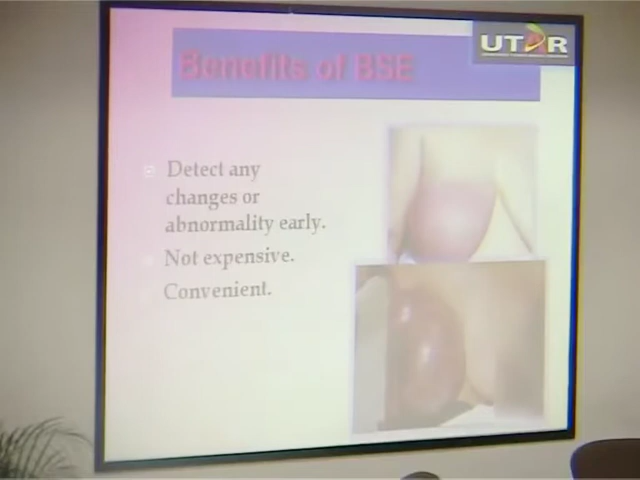 Benefits of BSE
UTAR
Detect any
changes or
abnormality early.
Not expensive.
Convenient.